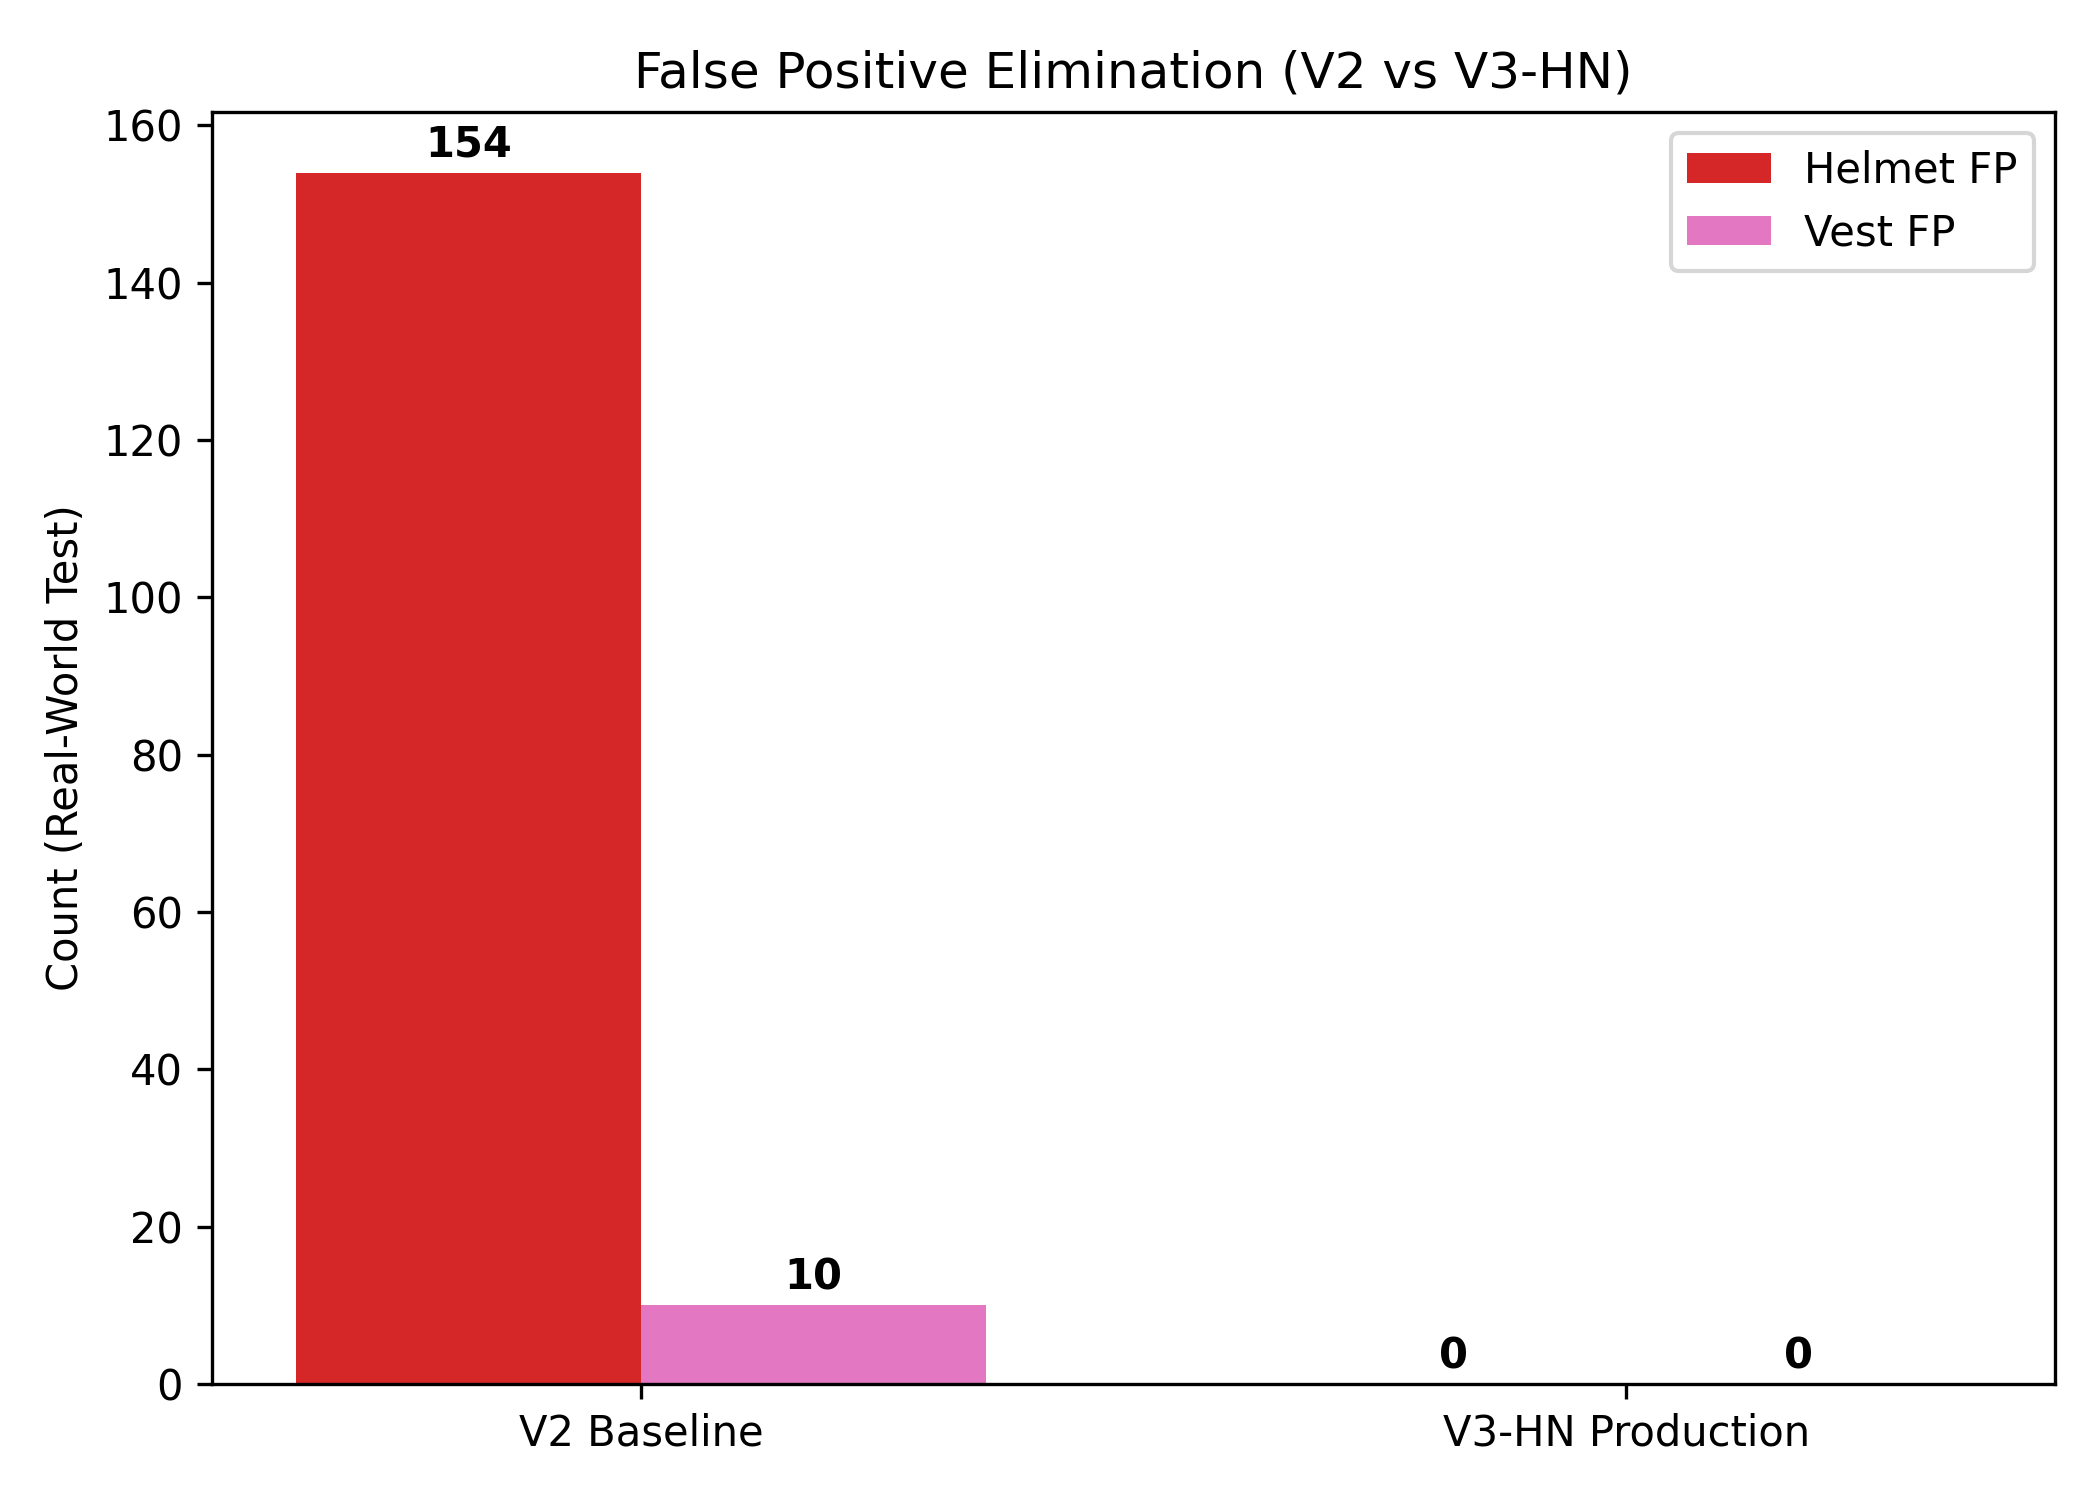 False Positive Elimination (V2 vs V3-HN)
160
140
120
100
80
60
40
20
0
Count (Real-World Test)
154
10
0
0
Helmet FP
Vest FP
V2 Baseline
V3-HN Production